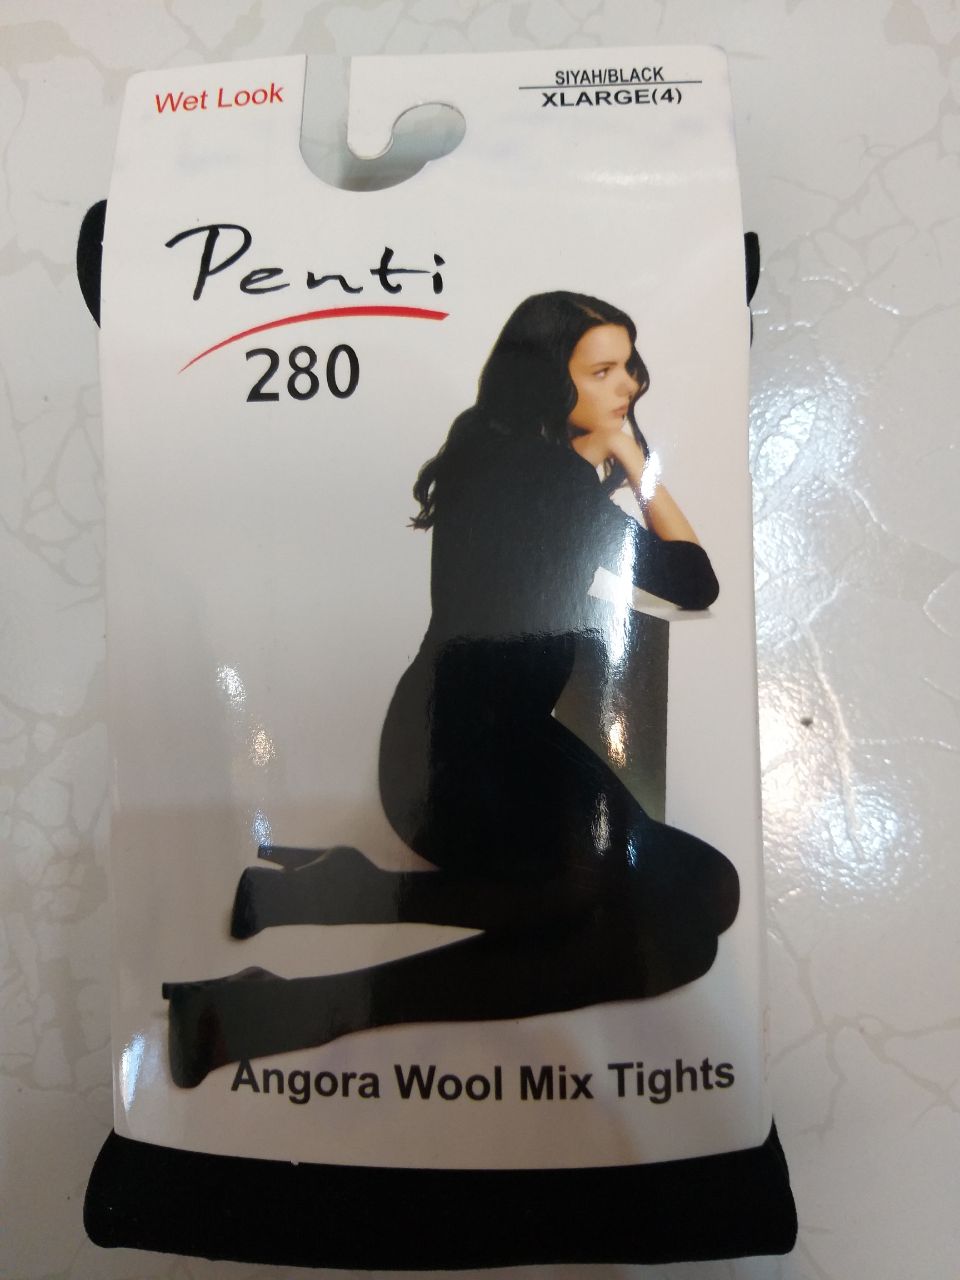 Wet Look
SIYAH/BLACK
XLARGE(4)
Penti
280
Angora Wool Mix Tights